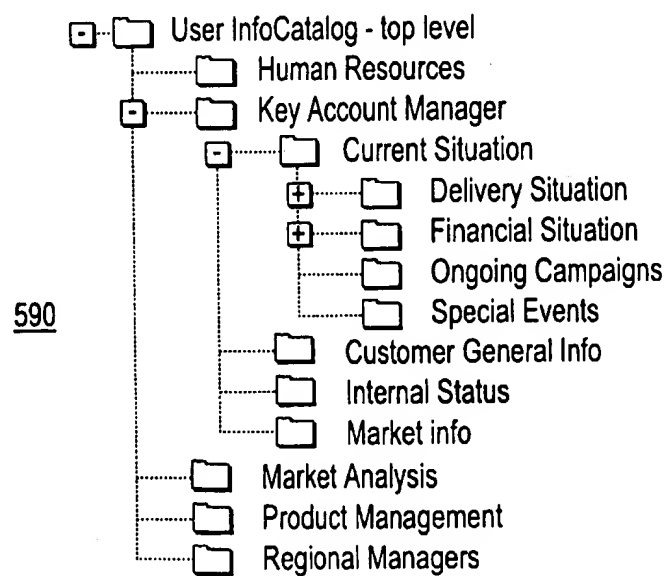 User InfoCatalog - top level
Human Resources
Key Account Manager
Current Situation
Delivery Situation
Financial Situation
Ongoing Campaigns
590
Special Events
Customer General Info
Internal Status
Market info
Market Analysis
Product Management
Regional Managers